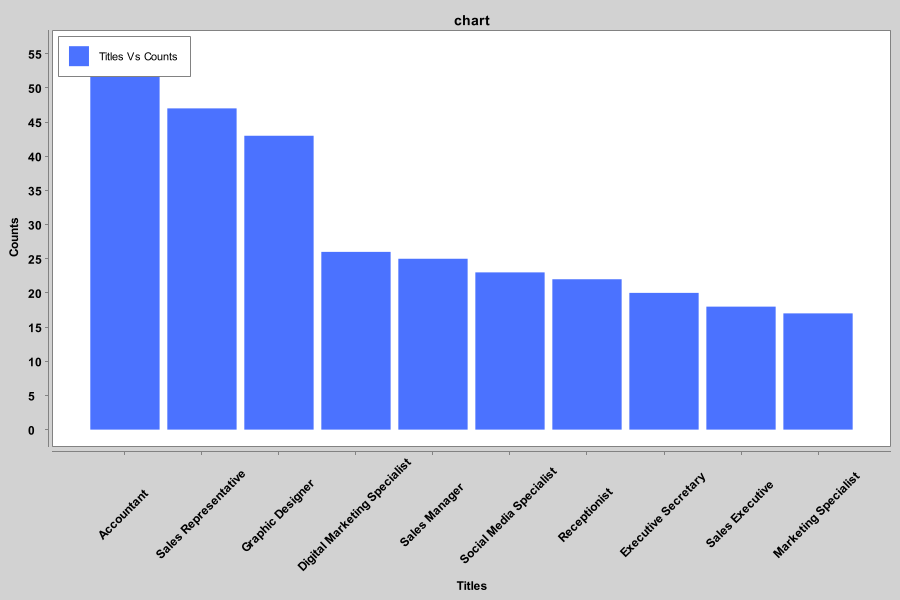 chart
Titles Vs Counts
55
50
45
40
35
30
25
20
15
10
5
0
Counts
Accountant
Sales Representative
Graphic Designer
Digital Marketing Specialist
Sales Manager
Social Media Specialist
Receptionist
Executive Secretary
Sales Executive
Marketing Specialist
Titles